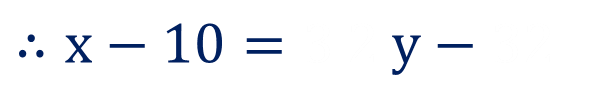 ∴ x − 10 = y −